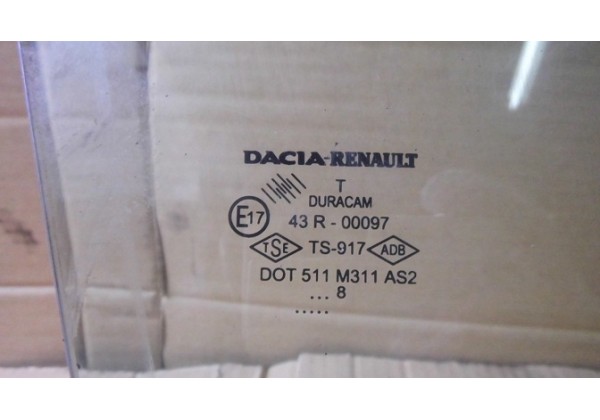 DACIA-RENAULT
T
DURACAM
E17 43 R - 00097
TSE TS-917 ADB
DOT 511 M311 AS2
... 8
.....